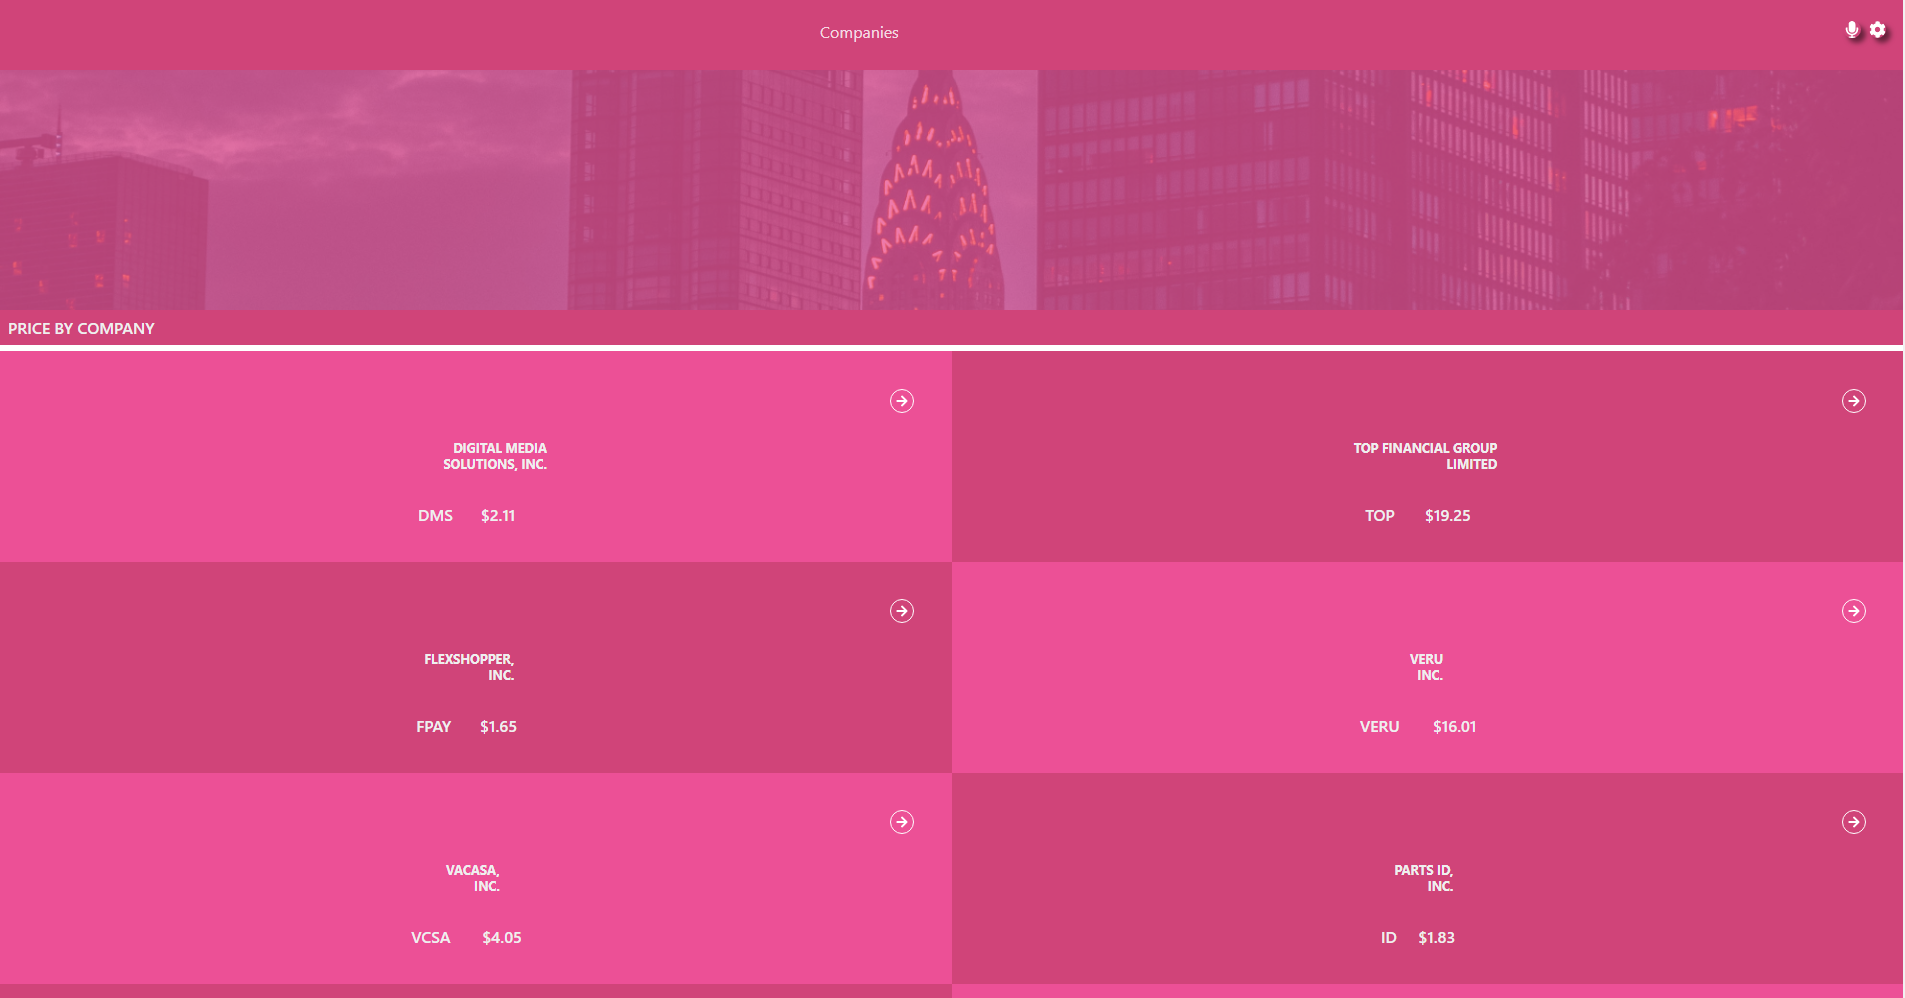 Companies
PRICE BY COMPANY
DIGITAL MEDIA
SOLUTIONS, INC.
DMS $2.11
TOP FINANCIAL GROUP
LIMITED
TOP $19.25
FLEXSHOPPER,
INC.
FPAY $1.65
VERU
INC.
VERU $16.01
VACASA,
INC.
VCSA $4.05
PARTS ID,
INC.
ID $1.83